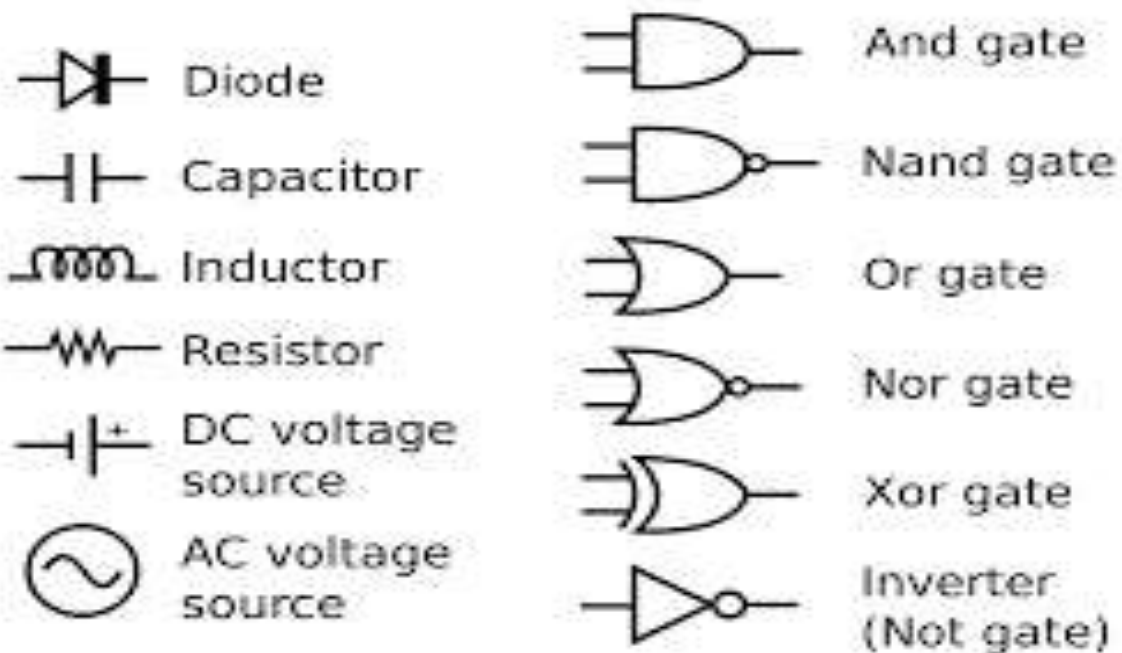 Diode
Capacitor
Inductor
Resistor
+
DC voltage
source
AC voltage
source
And gate
Nand gate
Or gate
Nor gate
Xor gate
Inverter
(Not gate)